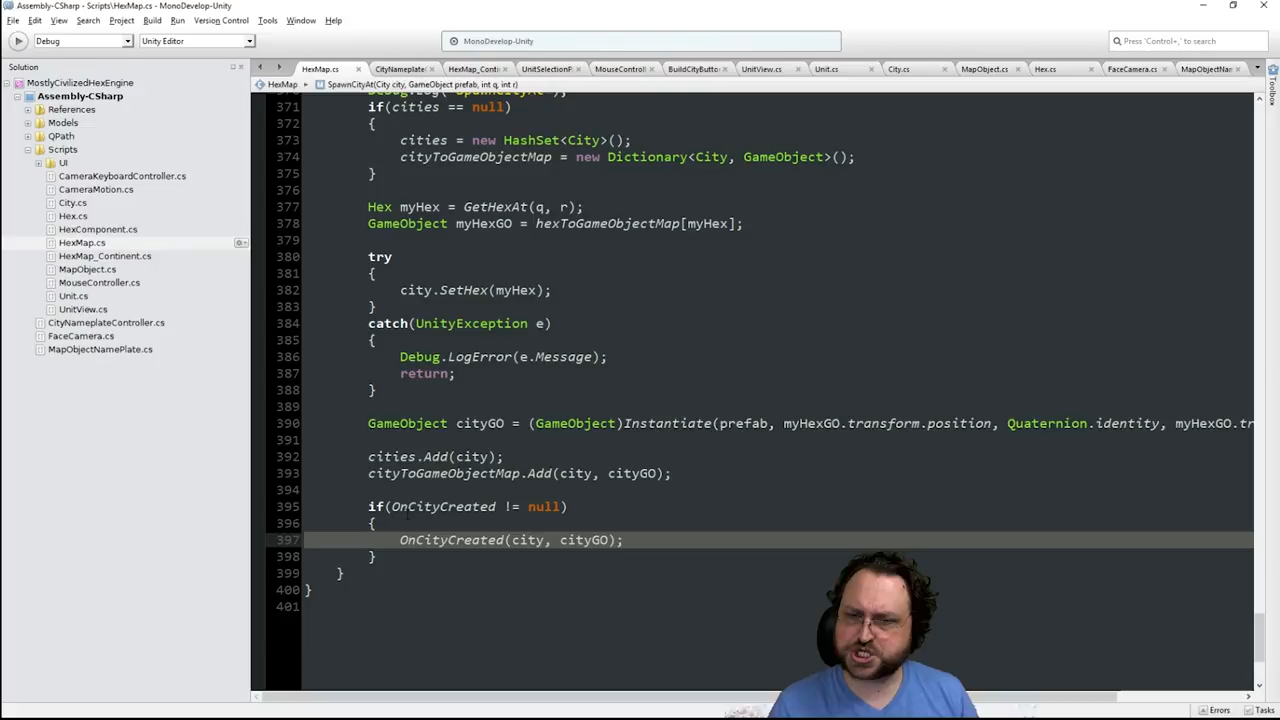 Assembly-CSharp - Scripts\HexMap.cs - MonoDevelop-Unity
File Edit View Search Project Build Run Version Control Tools Window Help
Debug Unity Editor MonoDevelop-Unity Press 'Control+,' to search
Solution
HexMap.cs CityNameplate HexMap_Conti UnitSelectionP MouseControll BuildCityButto UnitView.cs Unit.cs City.cs MapObject.cs Hex.cs FaceCamera.cs MapObjectNam
HexMap SpawnCityAt(City city, GameObject prefab, int q, int r)
MostlyCivilizedHexEngine
Assembly-CSharp
References
Models
QPath
Scripts
UI
CameraKeyboardController.cs
CameraMotion.cs
City.cs
Hex.cs
HexComponent.cs
HexMap.cs
HexMap_Continent.cs
MapObject.cs
MouseController.cs
Unit.cs
UnitView.cs
CityNameplateController.cs
FaceCamera.cs
MapObjectNamePlate.cs
371 if(cities == null)
372 {
373 cities = new HashSet<City>();
374 cityToGameObjectMap = new Dictionary<City, GameObject>();
375 }
376
377 Hex myHex = GetHexAt(q, r);
378 GameObject myHexGO = hexToGameObjectMap[myHex];
379
380 try
381 {
382 city.SetHex(myHex);
383 }
384 catch(UnityException e)
385 {
386 Debug.LogError(e.Message);
387 return;
388 }
389
390 GameObject cityGO = (GameObject)Instantiate(prefab, myHexGO.transform.position, Quaternion.identity, myHexGO.tr
391
392 cities.Add(city);
393 cityToGameObjectMap.Add(city, cityGO);
394
395 if(OnCityCreated != null)
396 {
397 OnCityCreated(city, cityGO);
398 }
399 }
400 }
401
Toolbox
Errors Tasks